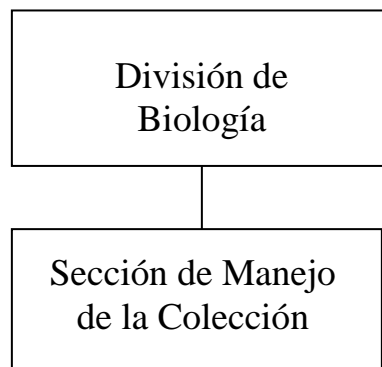 División de
Biología
Sección de Manejo
de la Colección